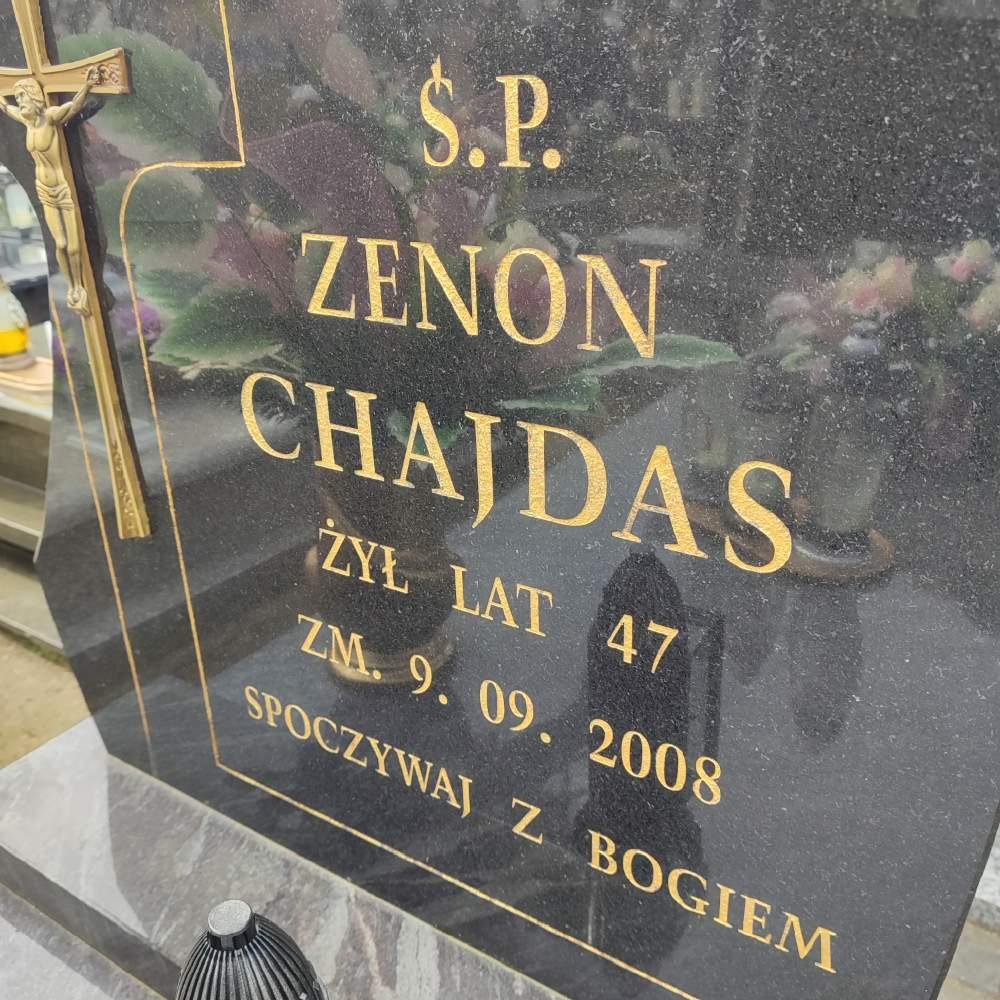 Ś.P.
ZENON
CHAJDAS
ŻYŁ LAT 47
ZM. 9. 09. 2008
SPOCZYWAJ Z BOGIEM